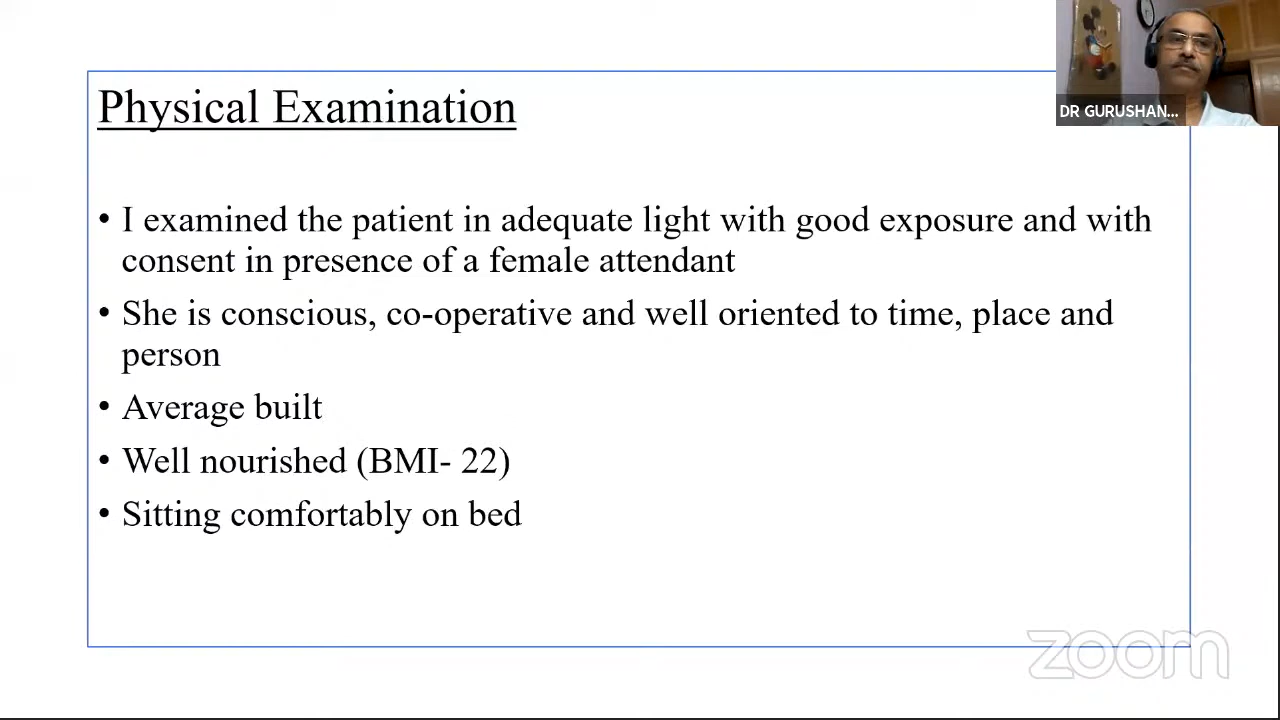 Physical Examination
DR GURUSHAN...
• I examined the patient in adequate light with good exposure and with
consent in presence of a female attendant
• She is conscious, co-operative and well oriented to time, place and
person
• Average built
• Well nourished (BMI- 22)
• Sitting comfortably on bed
zoom